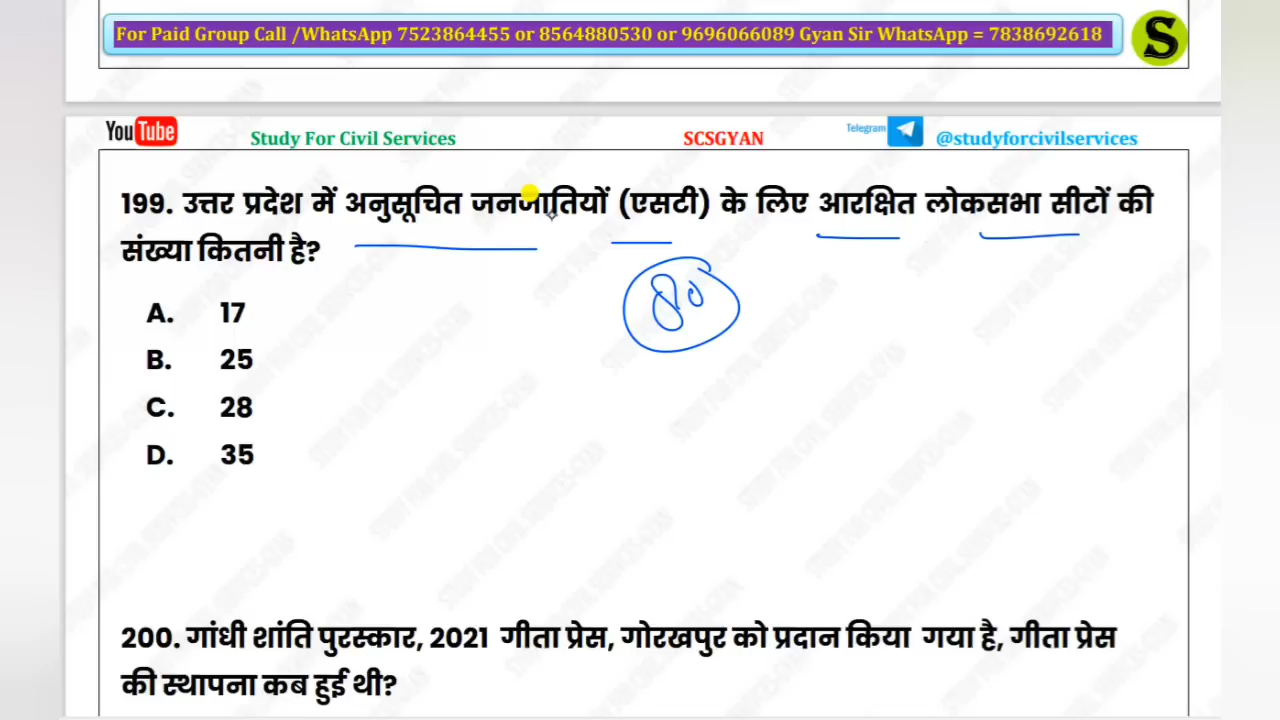 For Paid Group Call /WhatsApp 7523864455 or 8564880530 or 9696066089 Gyan Sir WhatsApp = 7838692618
S
YouTube Study For Civil Services SCSGYAN Telegram @studyforcivilservices
199. उत्तर प्रदेश में अनुसूचित जनजातियों (एसटी) के लिए आरक्षित लोकसभा सीटों की
संख्या कितनी है?
80
A. 17
B. 25
C. 28
D. 35
200. गांधी शांति पुरस्कार, 2021 गीता प्रेस, गोरखपुर को प्रदान किया गया है, गीता प्रेस
की स्थापना कब हुई थी?